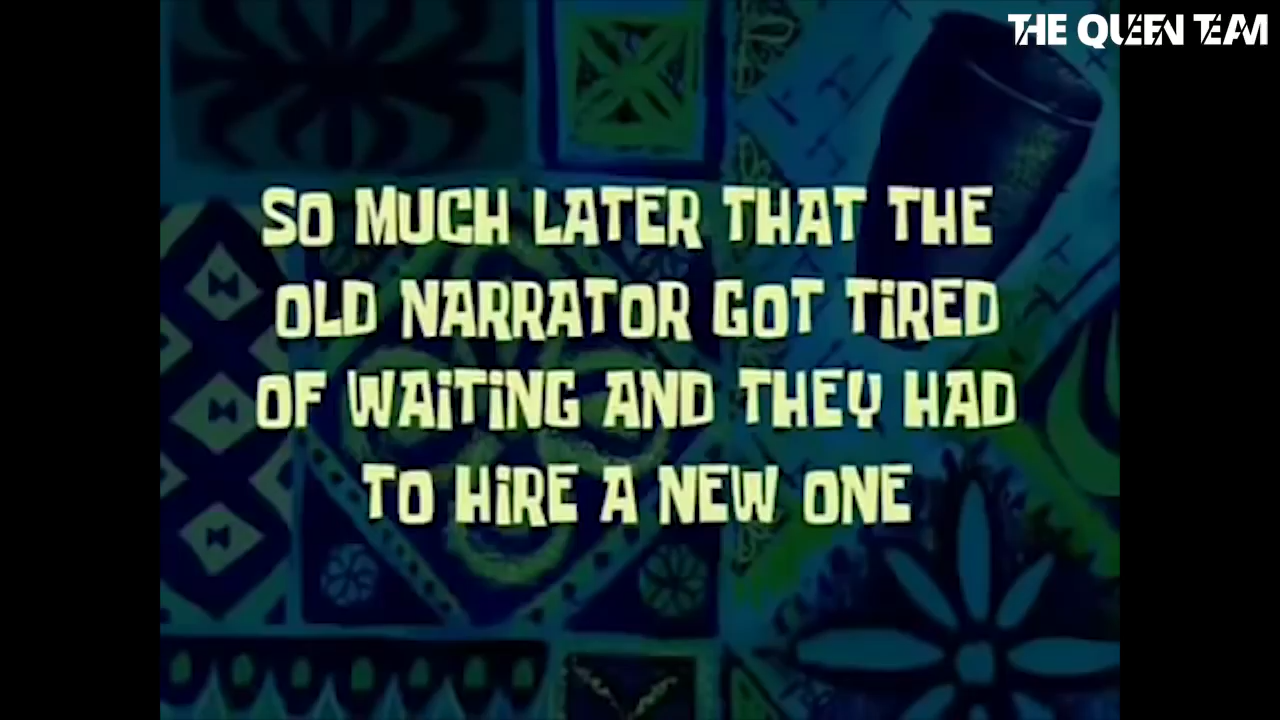 THE QUEEN TEAM
SO MUCH LATER THAT THE
OLD NARRATOR GOT TiRED
OF WAiTiNG AND THEY HAD
TO HiRE A NEW ONE